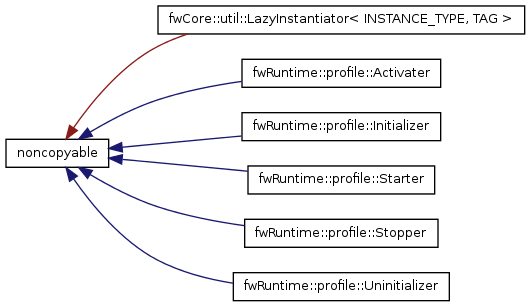 fwCore::util::LazyInstantiator< INSTANCE_TYPE, TAG >
fwRuntime::profile::Activater
fwRuntime::profile::Initializer
noncopyable
fwRuntime::profile::Starter
fwRuntime::profile::Stopper
fwRuntime::profile::Uninitializer